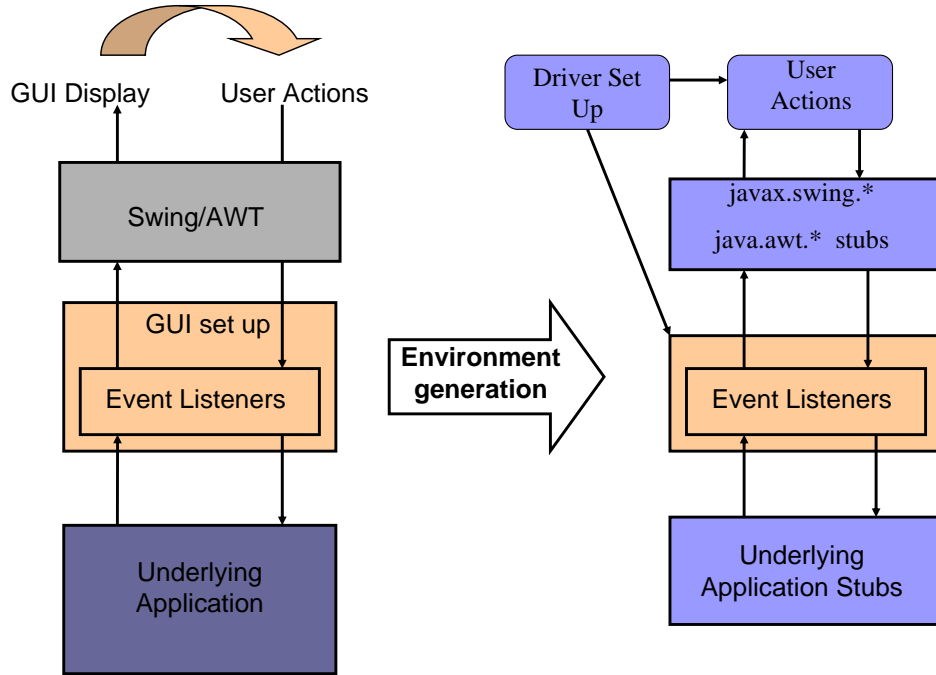 GUI Display
User Actions
Swing/AWT
GUI set up
Event Listeners
Underlying
Application
Environment
generation
Driver Set
Up
User
Actions
javax.swing.*
java.awt.* stubs
Event Listeners
Underlying
Application Stubs